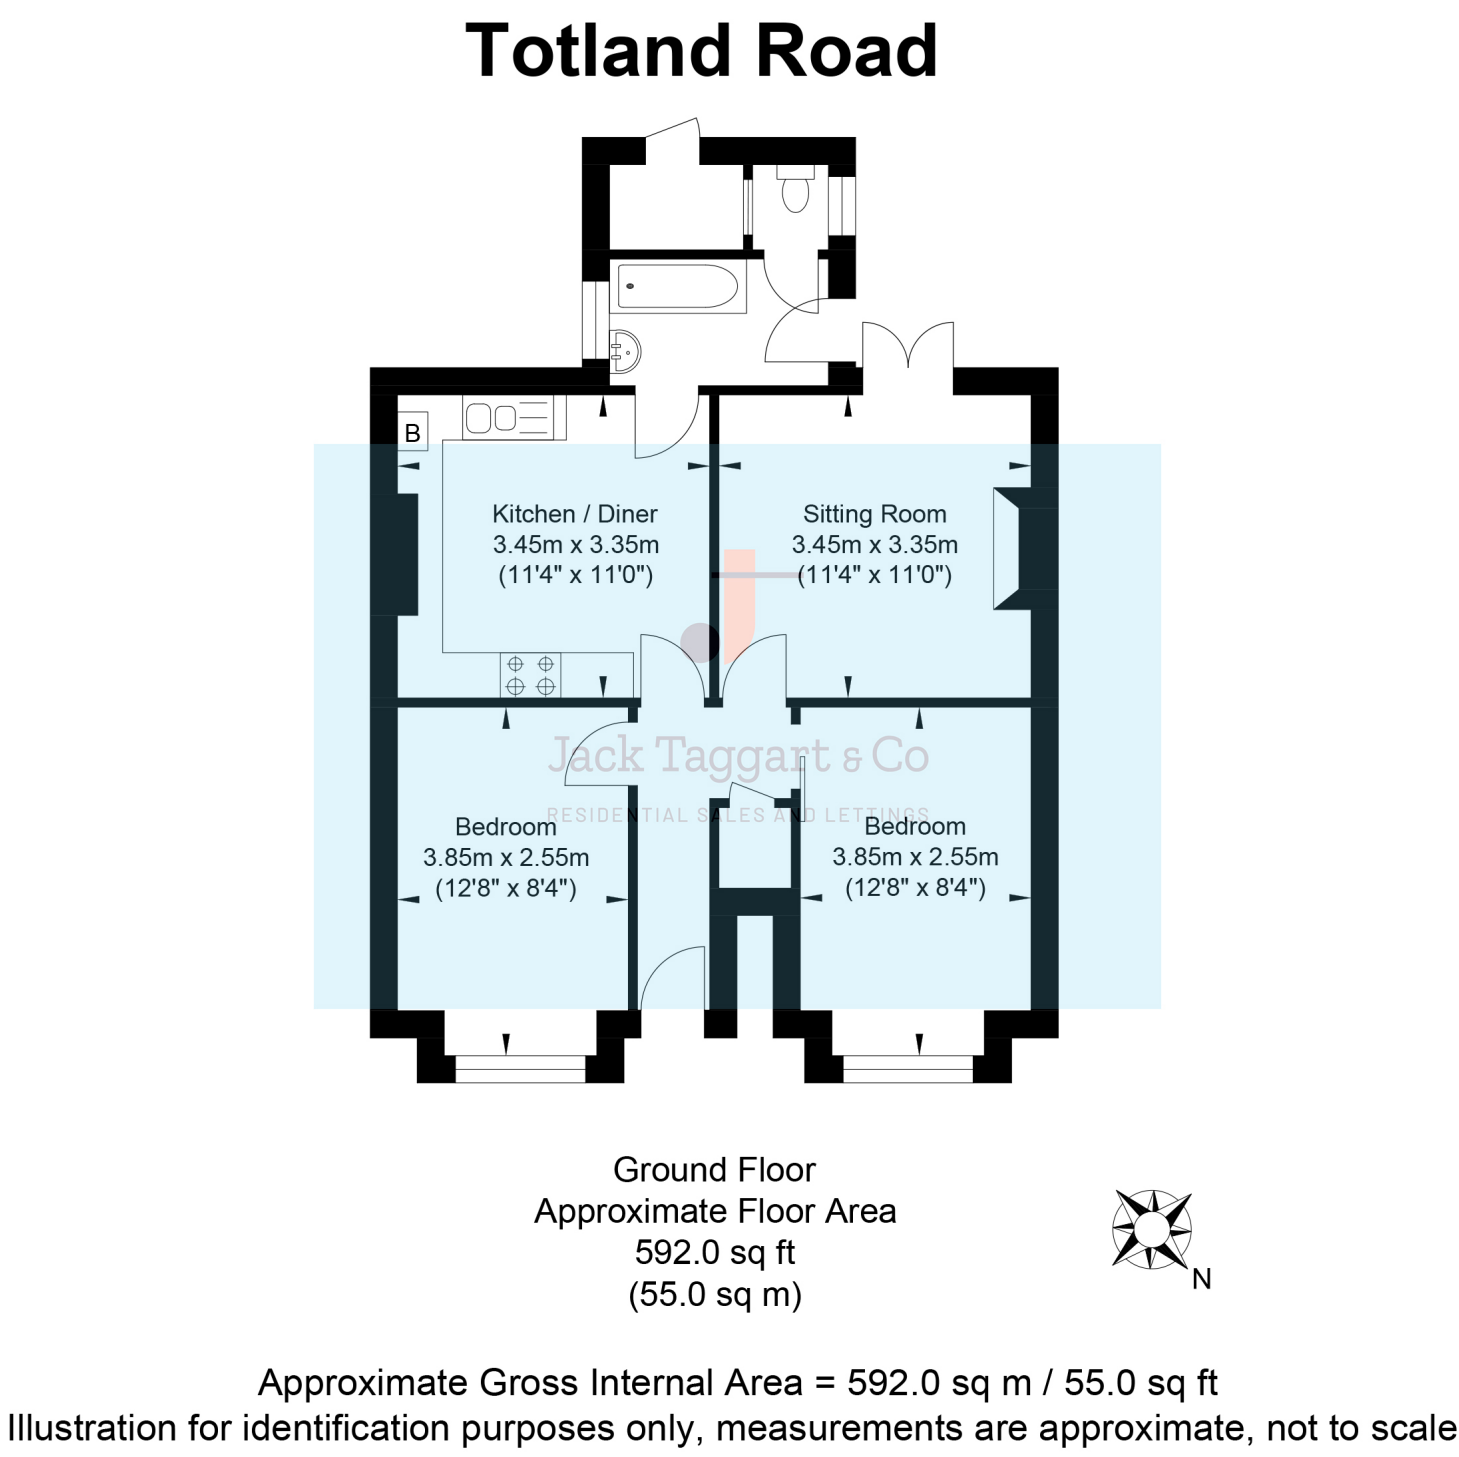 Totland Road
B
Kitchen / Diner
3.45m x 3.35m
(11'4" x 11'0")
Sitting Room
3.45m x 3.35m
(11'4" x 11'0")
Jack Taggart & Co
RESIDENTIAL SALES AND LETTINGS
Bedroom
3.85m x 2.55m
(12'8" x 8'4")
Bedroom
3.85m x 2.55m
(12'8" x 8'4")
Ground Floor
Approximate Floor Area
592.0 sq ft
(55.0 sq m)
N
Approximate Gross Internal Area = 592.0 sq m / 55.0 sq ft
Illustration for identification purposes only, measurements are approximate, not to scale